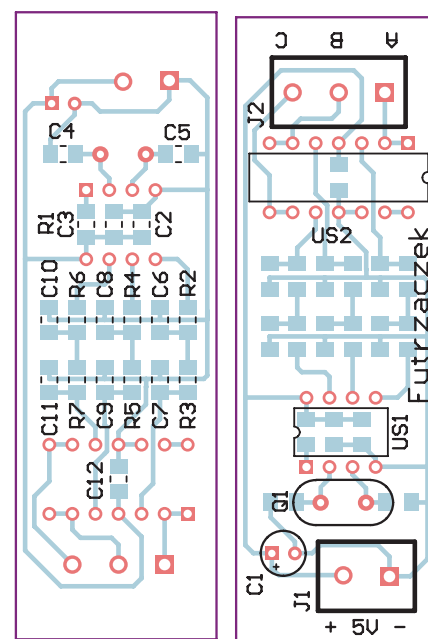 C4
C5
R1
C3
C2
C10
R6
C8
R4
C6
R2
C11
R7
C9
R5
C7
R3
C12
C
B
A
J2
US2
Futrzaczek
US1
Q1
C1
J1
+ 5V -
+